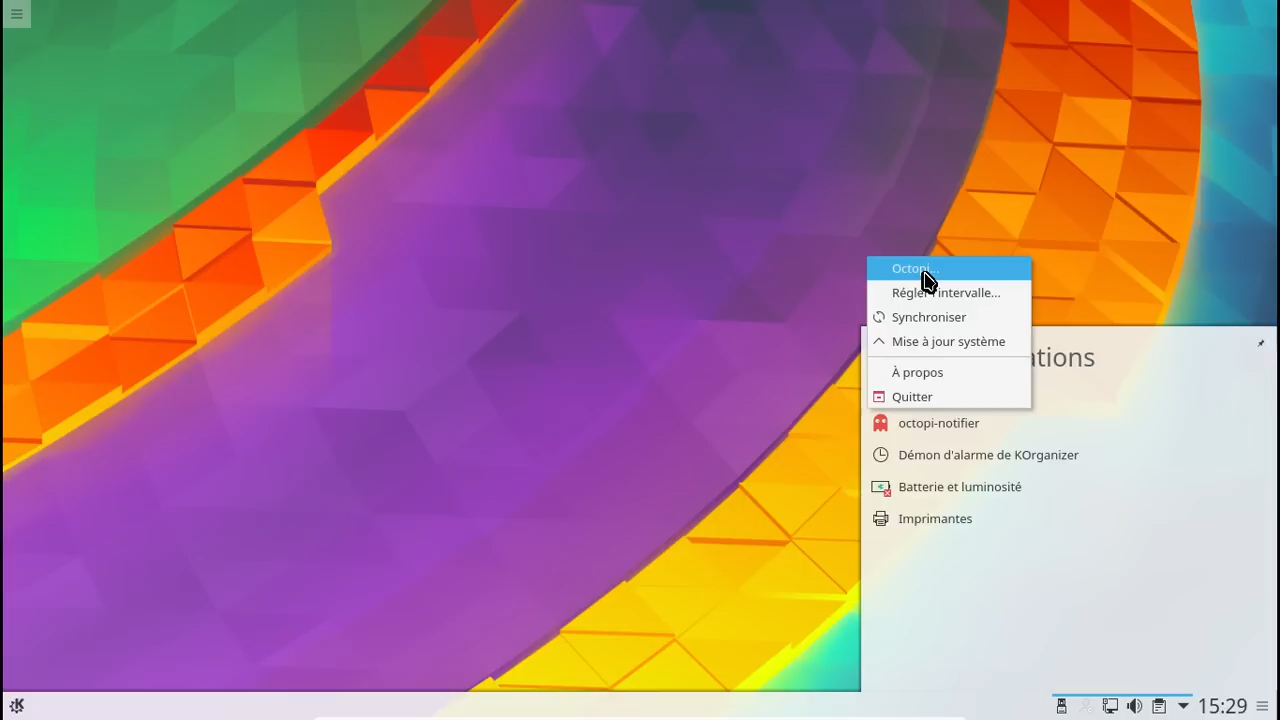 Octopi...
Régler l'intervalle...
Synchroniser
Mise à jour système
À propos
Quitter
octopi-notifier
Démon d'alarme de KOrganizer
Batterie et luminosité
Imprimantes
15:29